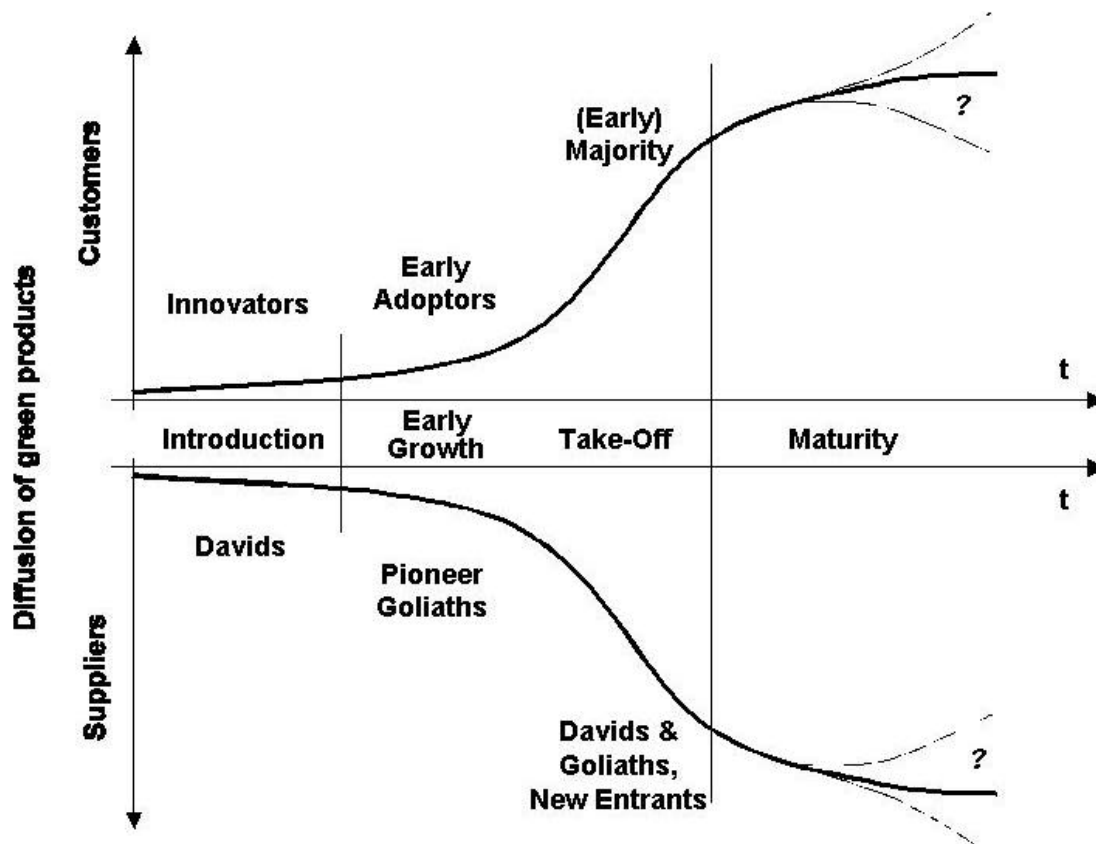 Diffusion of green products
Customers
Suppliers
(Early)
Majority
?
Early
Adoptors
Innovators
t
Introduction
Early
Growth
Take-Off
Maturity
t
Davids
Pioneer
Goliaths
Davids &
Goliaths,
New Entrants
?